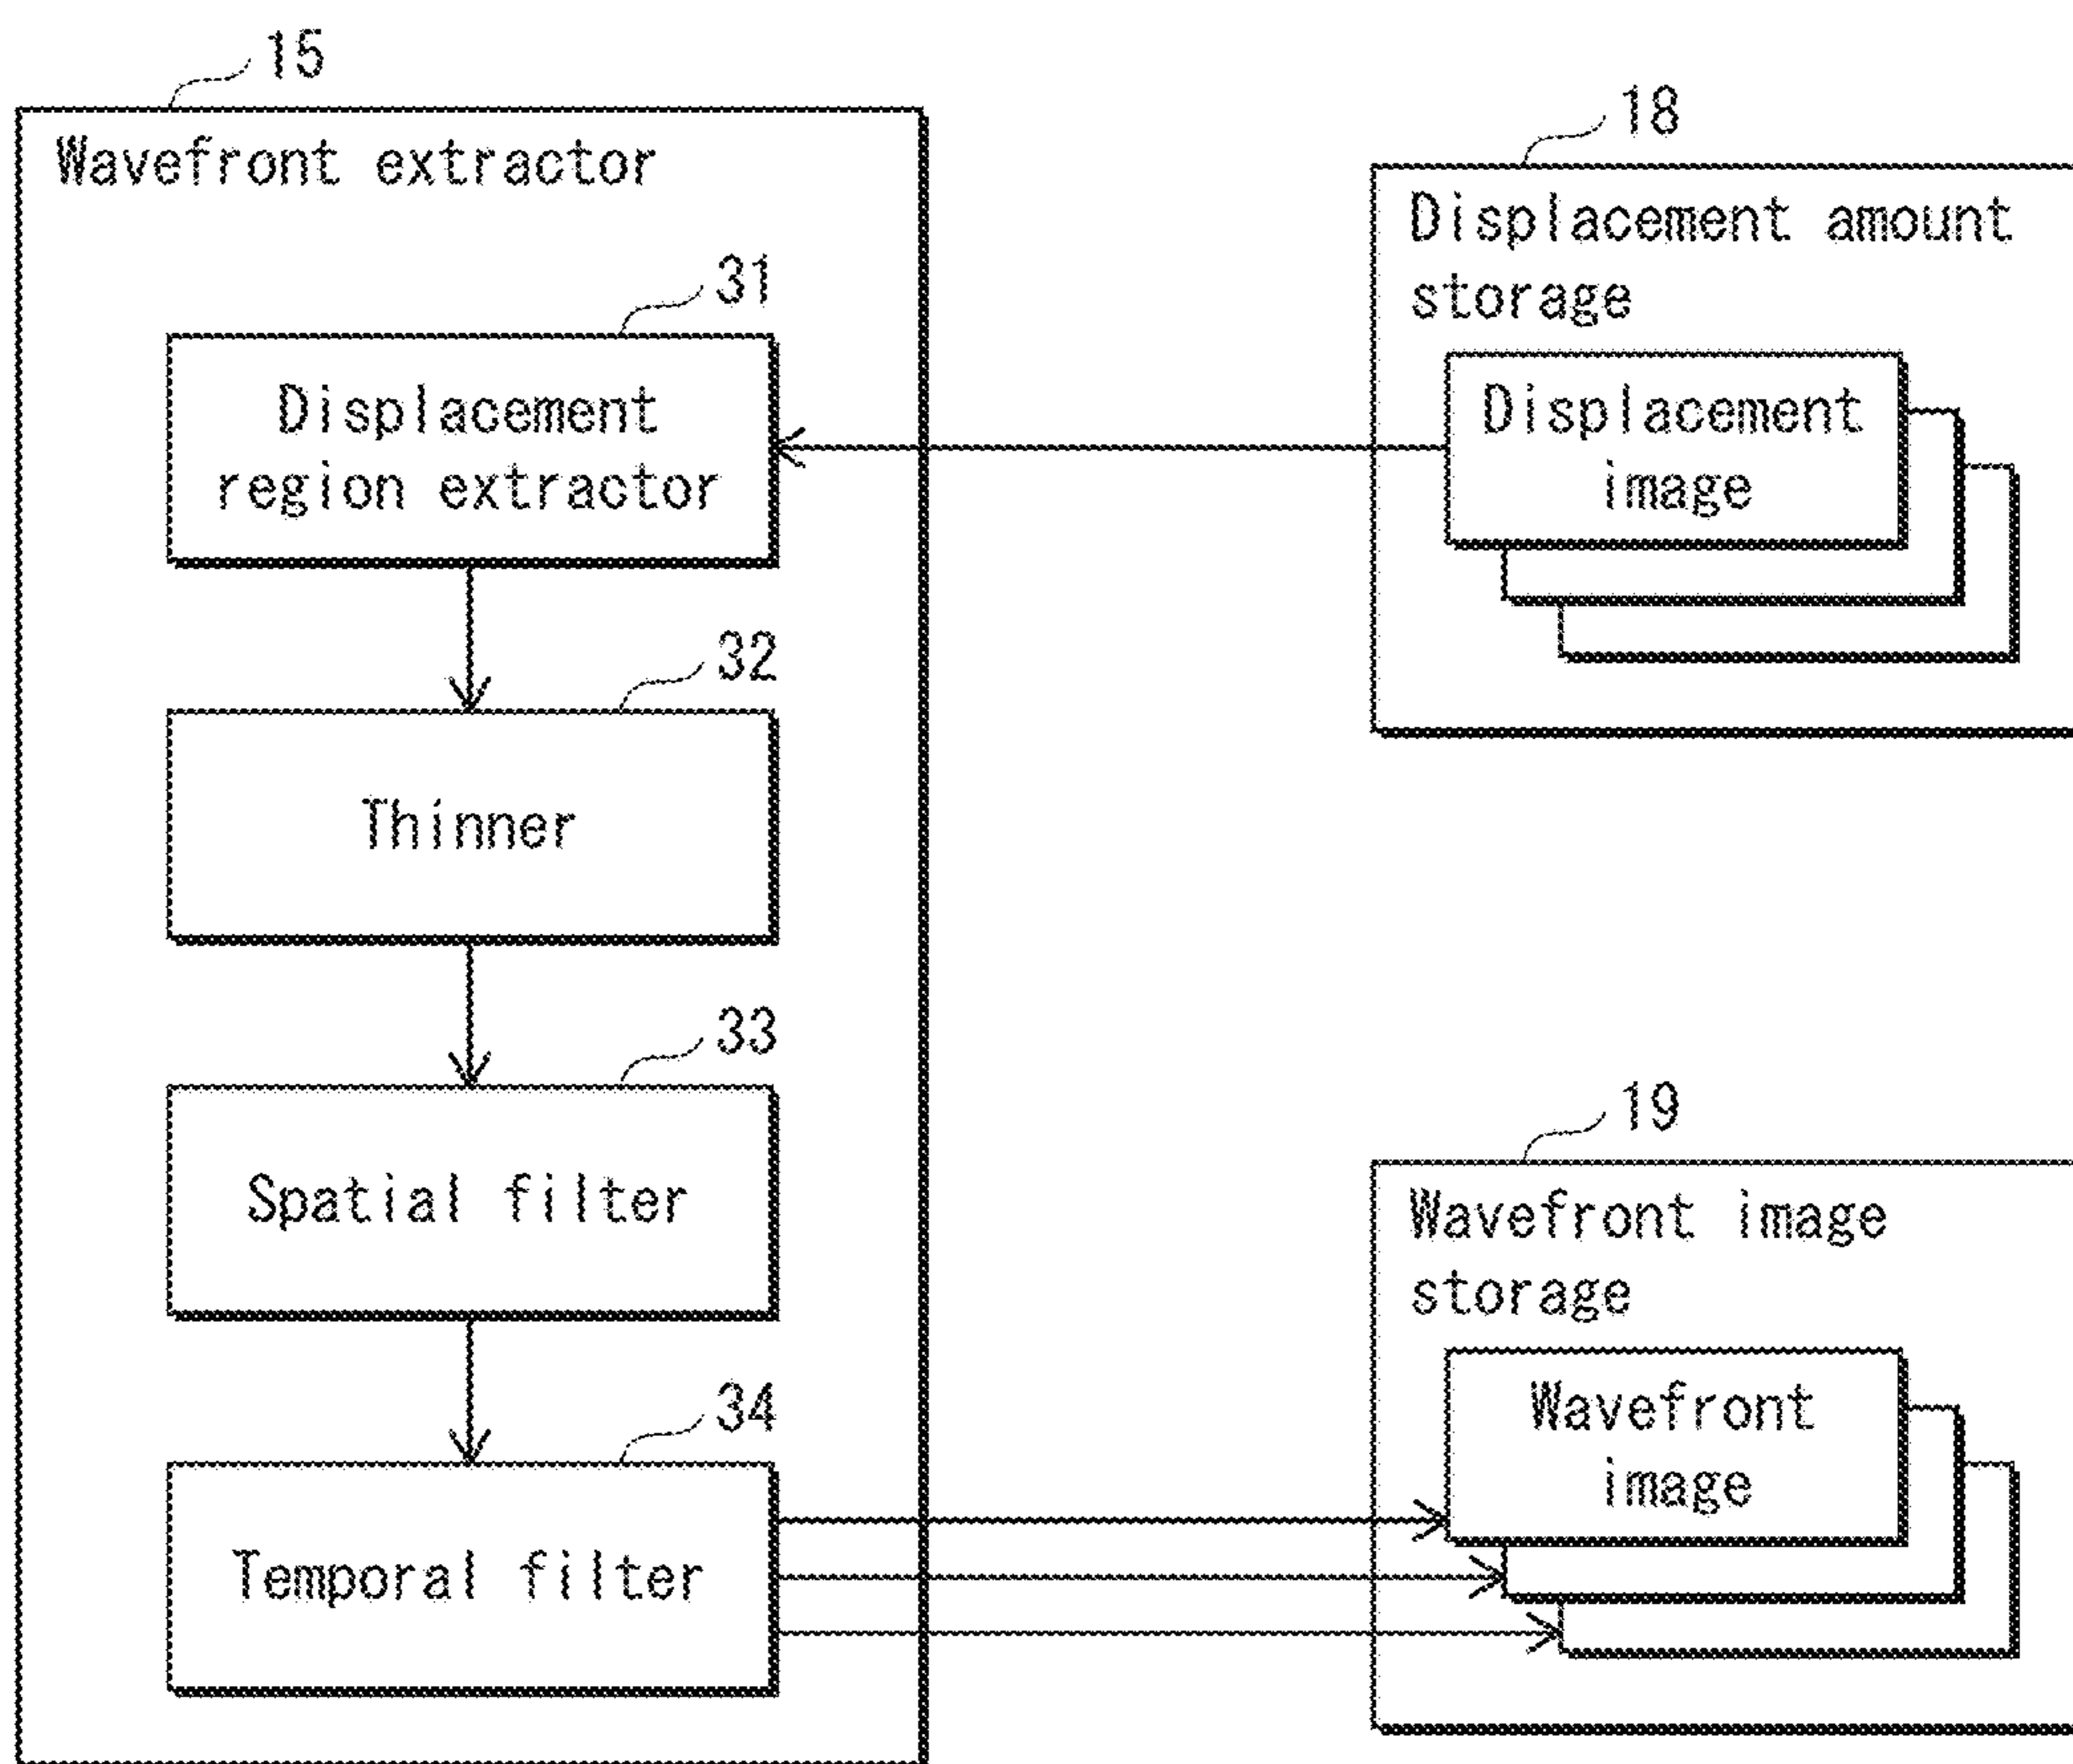 15
Wavefront extractor
31
Displacement
region extractor
32
Thinner
33
Spatial filter
34
Temporal filter
18
Displacement amount
storage
Displacement
image
19
Wavefront image
storage
Wavefront
image